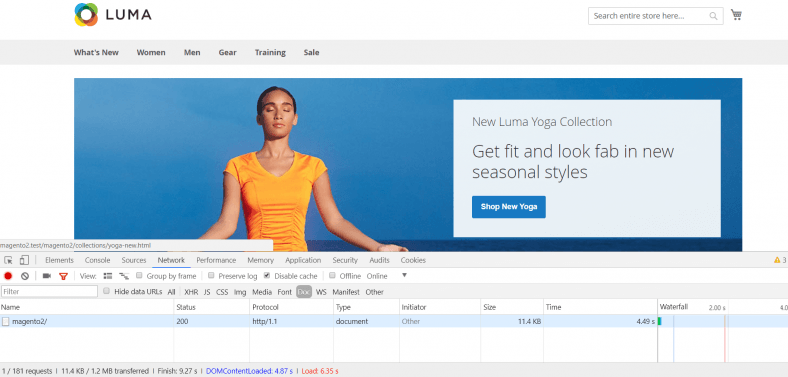 LUMA
Search entire store here...
What's New Women Men Gear Training Sale
New Luma Yoga Collection
Get fit and look fab in new
seasonal styles
Shop New Yoga
magento2.test/magento2/collections/yoga-new.html
Elements Console Sources Network Performance Memory Application Security Audits Cookies 3
View: Group by frame Preserve log Disable cache Offline Online
Filter Hide data URLs All XHR JS CSS Img Media Font Doc WS Manifest Other
Name Status Protocol Type Initiator Size Time Waterfall 2.00 s 4.0
magento2/ 200 http/1.1 document Other 11.4 KB 4.49 s
1 / 181 requests | 11.4 KB / 1.2 MB transferred | Finish: 9.27 s | DOMContentLoaded: 4.87 s | Load: 6.35 s